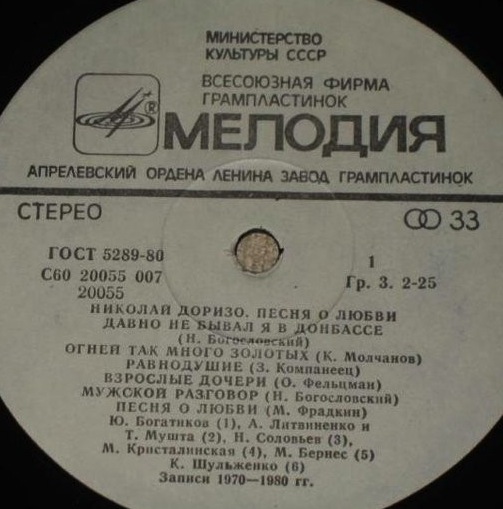 МИНИСТЕРСТВО
КУЛЬТУРЫ СССР
ВСЕСОЮЗНАЯ ФИРМА
ГРАМПЛАСТИНОК
® МЕЛОДИЯ
АПРЕЛЕВСКИЙ ОРДЕНА ЛЕНИНА ЗАВОД ГРАМПЛАСТИНОК
СТЕРЕО 33
ГОСТ 5289-80 1
С60 20055 007 Гр. 3. 2-25
20055
НИКОЛАЙ ДОРИЗО. ПЕСНЯ О ЛЮБВИ
ДАВНО НЕ БЫВАЛ Я В ДОНБАССЕ
(Н. Богословский)
ОГНЕЙ ТАК МНОГО ЗОЛОТЫХ (К. Молчанов)
РАВНОДУШИЕ (З. Компанеец)
ВЗРОСЛЫЕ ДОЧЕРИ (О. Фельцман)
МУЖСКОЙ РАЗГОВОР (Н. Богословский)
ПЕСНЯ О ЛЮБВИ (М. Фрадкин)
Ю. Богатиков (1), А. Литвиненко и
Т. Мушта (2), Н. Соловьев (3),
М. Кристалинская (4), М. Бернес (5)
К. Шульженко (6)
Записи 1970—1980 гг.